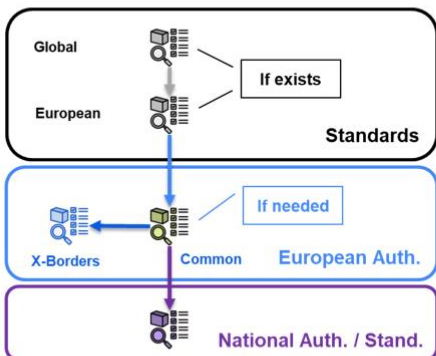 Global
If exists
European
Standards
If needed
X-Borders
Common
European Auth.
National Auth. / Stand.